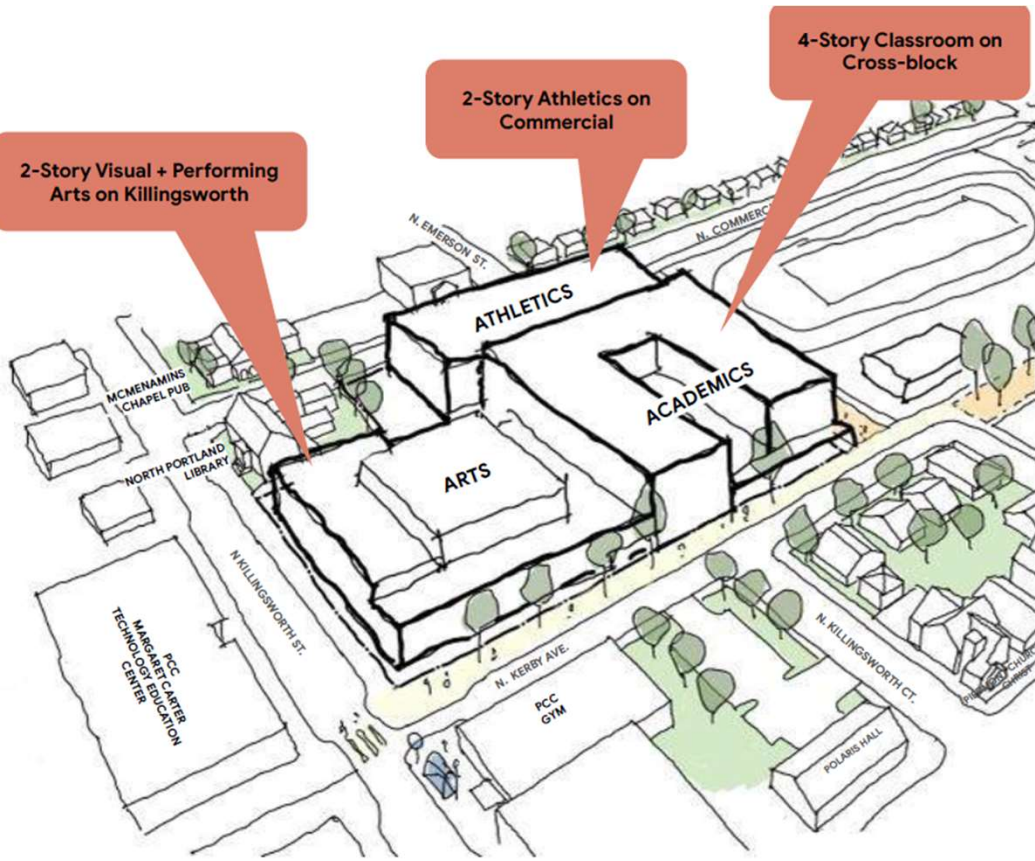 4-Story Classroom on
Cross-block
2-Story Athletics on
Commercial
2-Story Visual + Performing
Arts on Killingsworth
N. EMERSON ST.
N. COMMERC
ATHLETICS
ACADEMICS
ARTS
MCMENAMINS
CHAPEL PUB
NORTH PORTLAND
LIBRARY
N KILLINGSWORTH ST.
PCC
MARGARET CARTER
TECHNOLOGY EDUCATION
CENTER
N. KERBY AVE.
PCC
GYM
N. KILLINGSWORTH CT.
POLARIS HALL